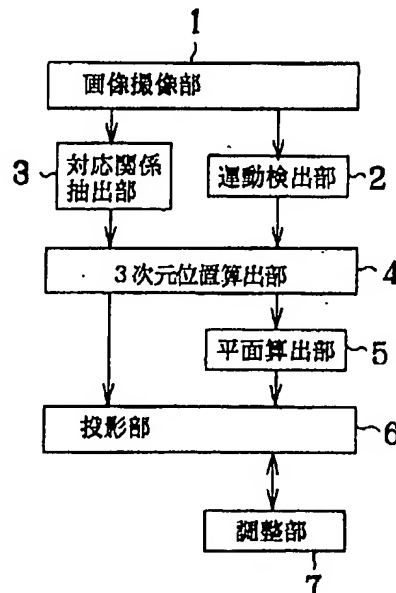 1
画像撮像部
3
対応関係
抽出部
運動検出部
2
3次元位置算出部
4
平面算出部
5
投影部
6
調整部
7